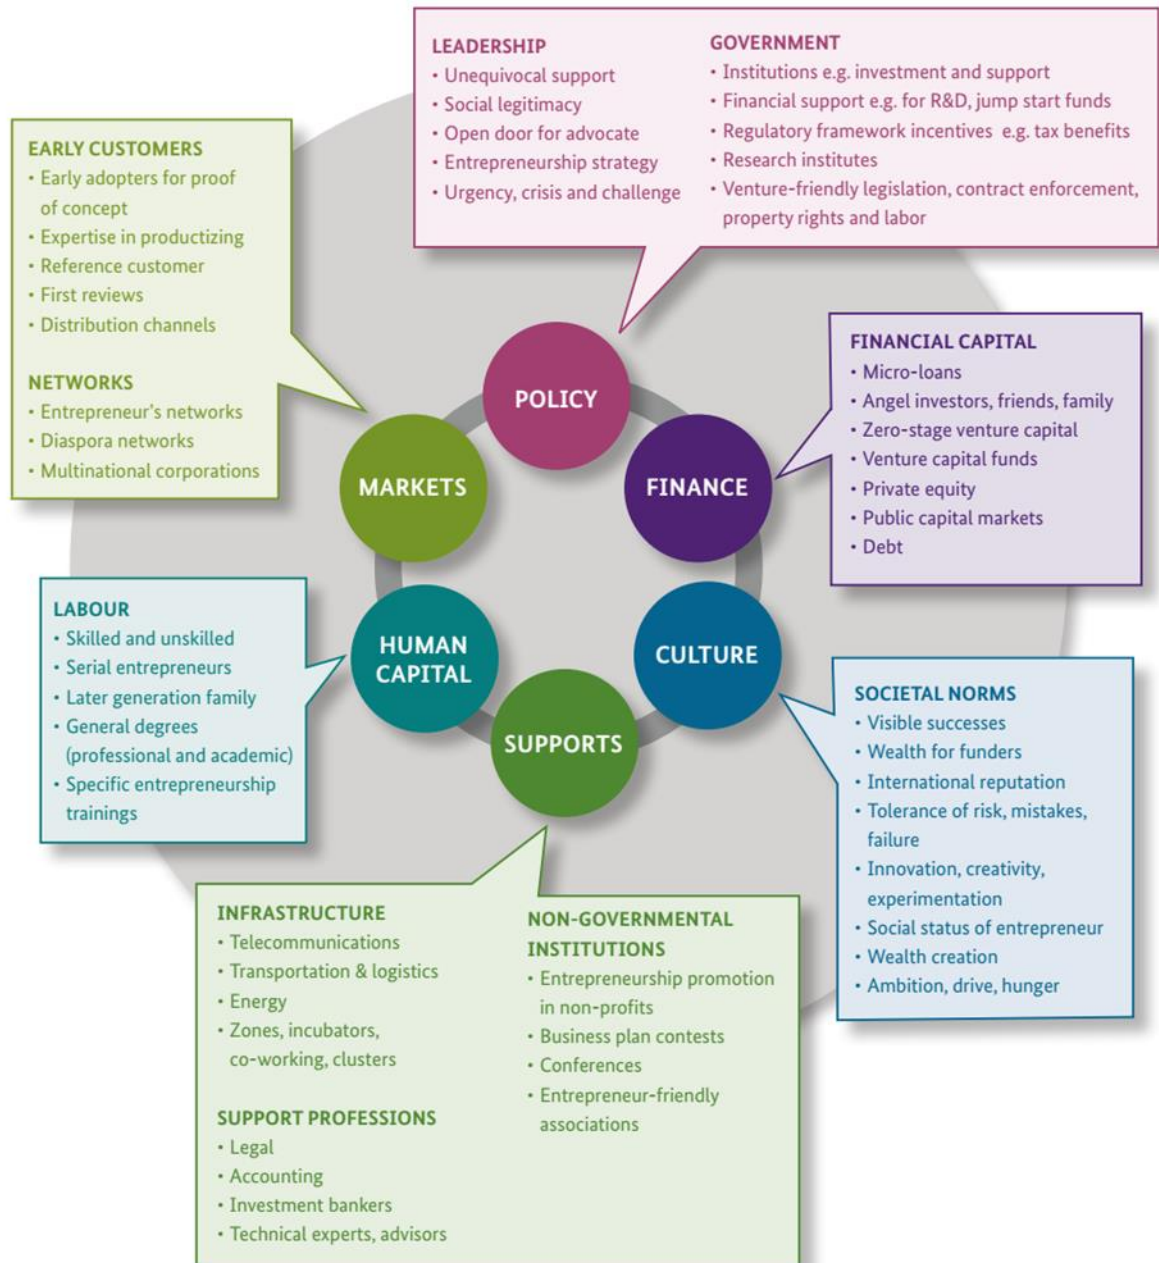 LEADERSHIP
• Unequivocal support
• Social legitimacy
• Open door for advocate
• Entrepreneurship strategy
• Urgency, crisis and challenge
GOVERNMENT
• Institutions e.g. investment and support
• Financial support e.g. for R&D, jump start funds
• Regulatory framework incentives e.g. tax benefits
• Research institutes
• Venture-friendly legislation, contract enforcement,
property rights and labor
EARLY CUSTOMERS
• Early adopters for proof
of concept
• Expertise in productizing
• Reference customer
• First reviews
• Distribution channels
NETWORKS
• Entrepreneur's networks
• Diaspora networks
• Multinational corporations
FINANCIAL CAPITAL
• Micro-loans
• Angel investors, friends, family
• Zero-stage venture capital
• Venture capital funds
• Private equity
• Public capital markets
• Debt
POLICY
MARKETS
FINANCE
HUMAN
CAPITAL
CULTURE
SUPPORTS
LABOUR
• Skilled and unskilled
• Serial entrepreneurs
• Later generation family
• General degrees
(professional and academic)
• Specific entrepreneurship
trainings
SOCIETAL NORMS
• Visible successes
• Wealth for funders
• International reputation
• Tolerance of risk, mistakes,
failure
• Innovation, creativity,
experimentation
• Social status of entrepreneur
• Wealth creation
• Ambition, drive, hunger
INFRASTRUCTURE
• Telecommunications
• Transportation & logistics
• Energy
• Zones, incubators,
co-working, clusters
SUPPORT PROFESSIONS
• Legal
• Accounting
• Investment bankers
• Technical experts, advisors
NON-GOVERNMENTAL
INSTITUTIONS
• Entrepreneurship promotion
in non-profits
• Business plan contests
• Conferences
• Entrepreneur-friendly
associations